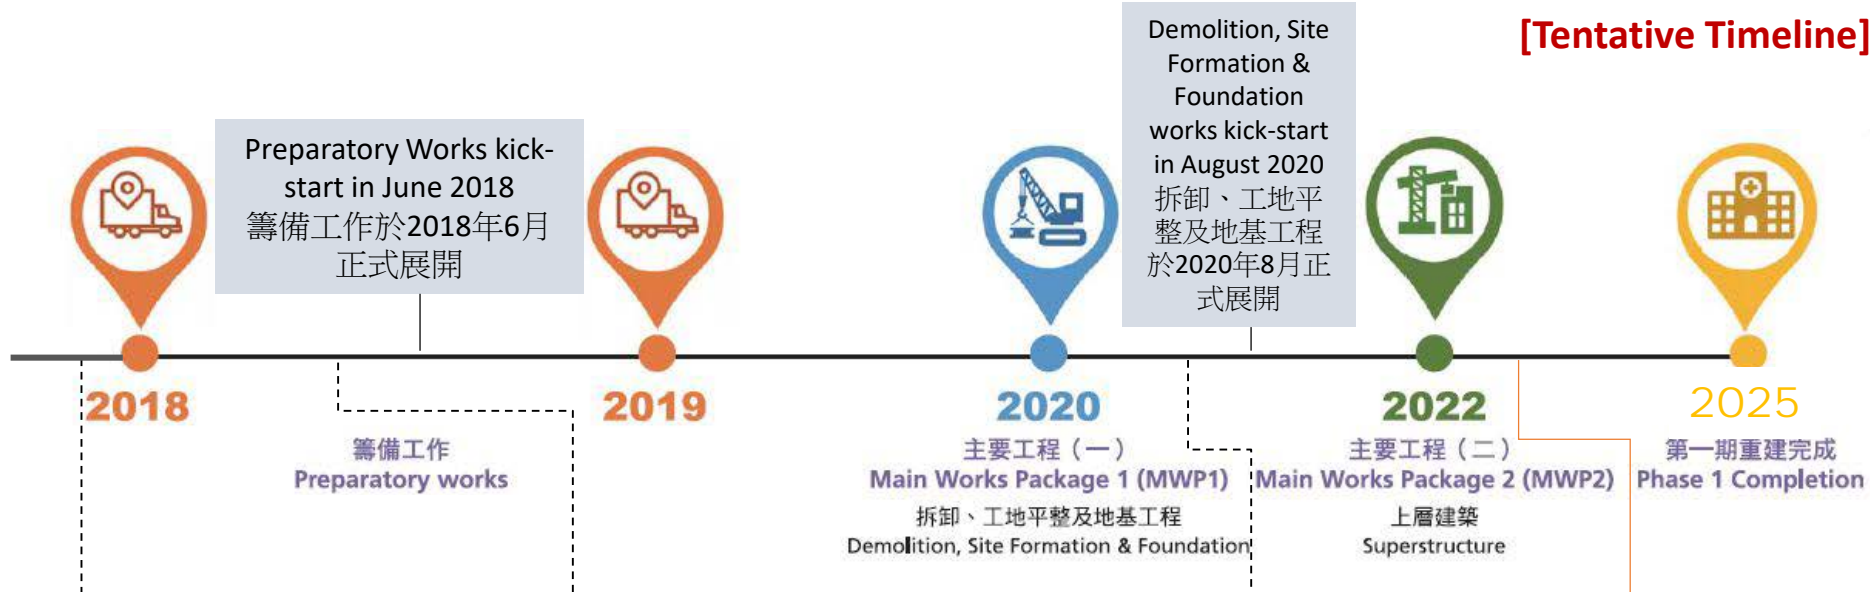 [Tentative Timeline]
Preparatory Works kick-
start in June 2018
籌備工作於2018年6月
正式展開
Demolition, Site
Formation &
Foundation
works kick-start
in August 2020
拆卸、工地平
整及地基工程
於2020年8月正
式展開
2018
2019
2020
2022
2025
籌備工作
Preparatory works
主要工程（一）
Main Works Package 1 (MWP1)
拆卸、工地平整及地基工程
Demolition, Site Formation & Foundation
主要工程（二）
Main Works Package 2 (MWP2)
上層建築
Superstructure
第一期重建完成
Phase 1 Completion